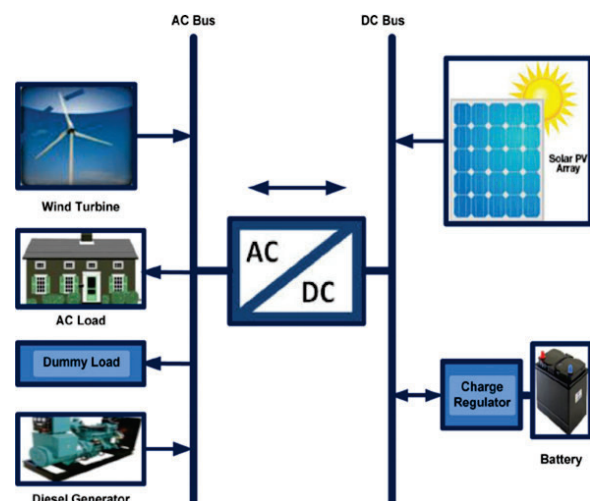 AC Bus
DC Bus
Wind Turbine
Solar PV
Array
AC
DC
AC Load
Dummy Load
Charge
Regulator
Battery
Diesel Generator